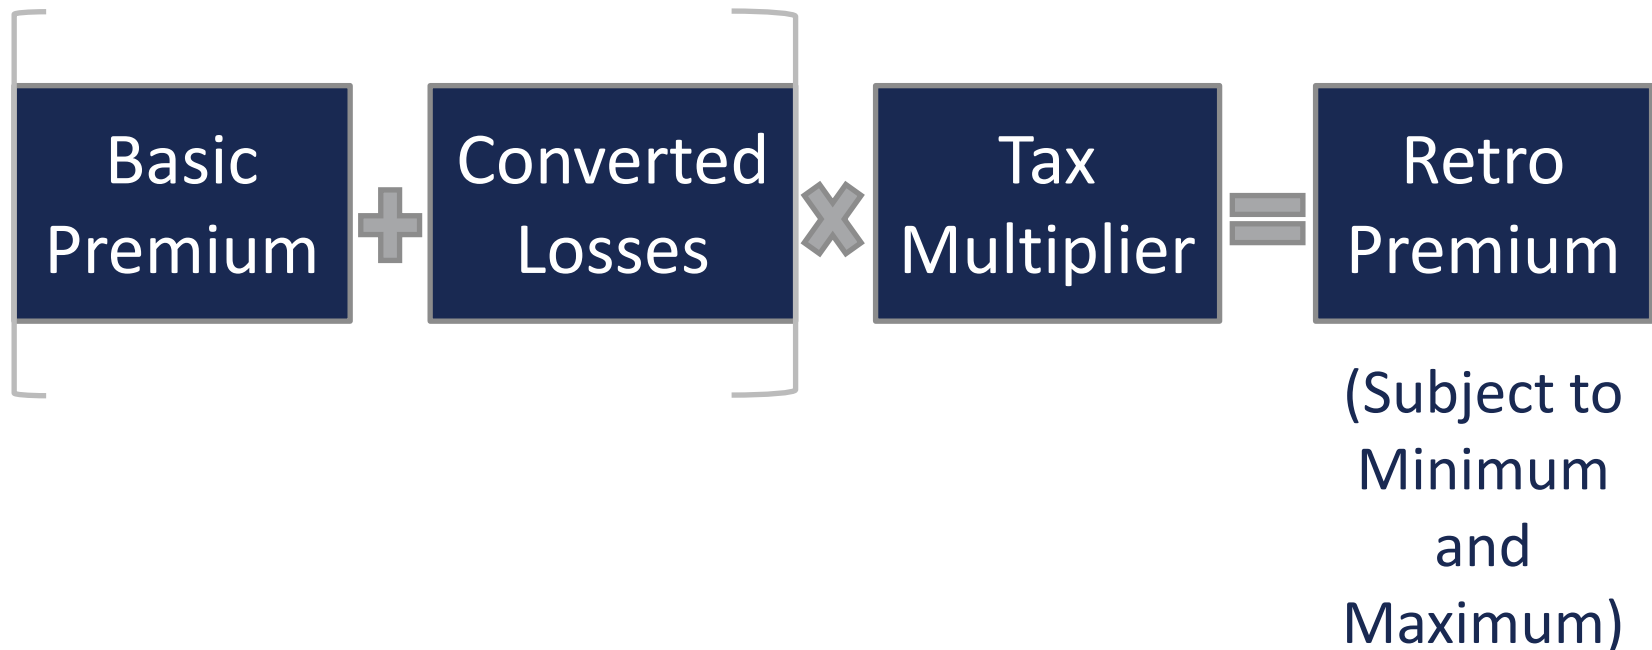 Basic
Premium
Converted
Losses
Tax
Multiplier
Retro
Premium
(Subject to
Minimum
and
Maximum)